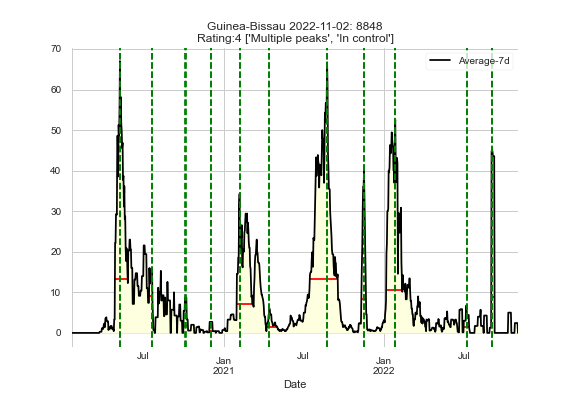 Guinea-Bissau 2022-11-02: 8848
Rating:4 ['Multiple peaks', 'In control']
Average-7d
70
60
50
40
30
20
10
0
Jul
Jan
2021
Jul
Jan
2022
Jul
Date